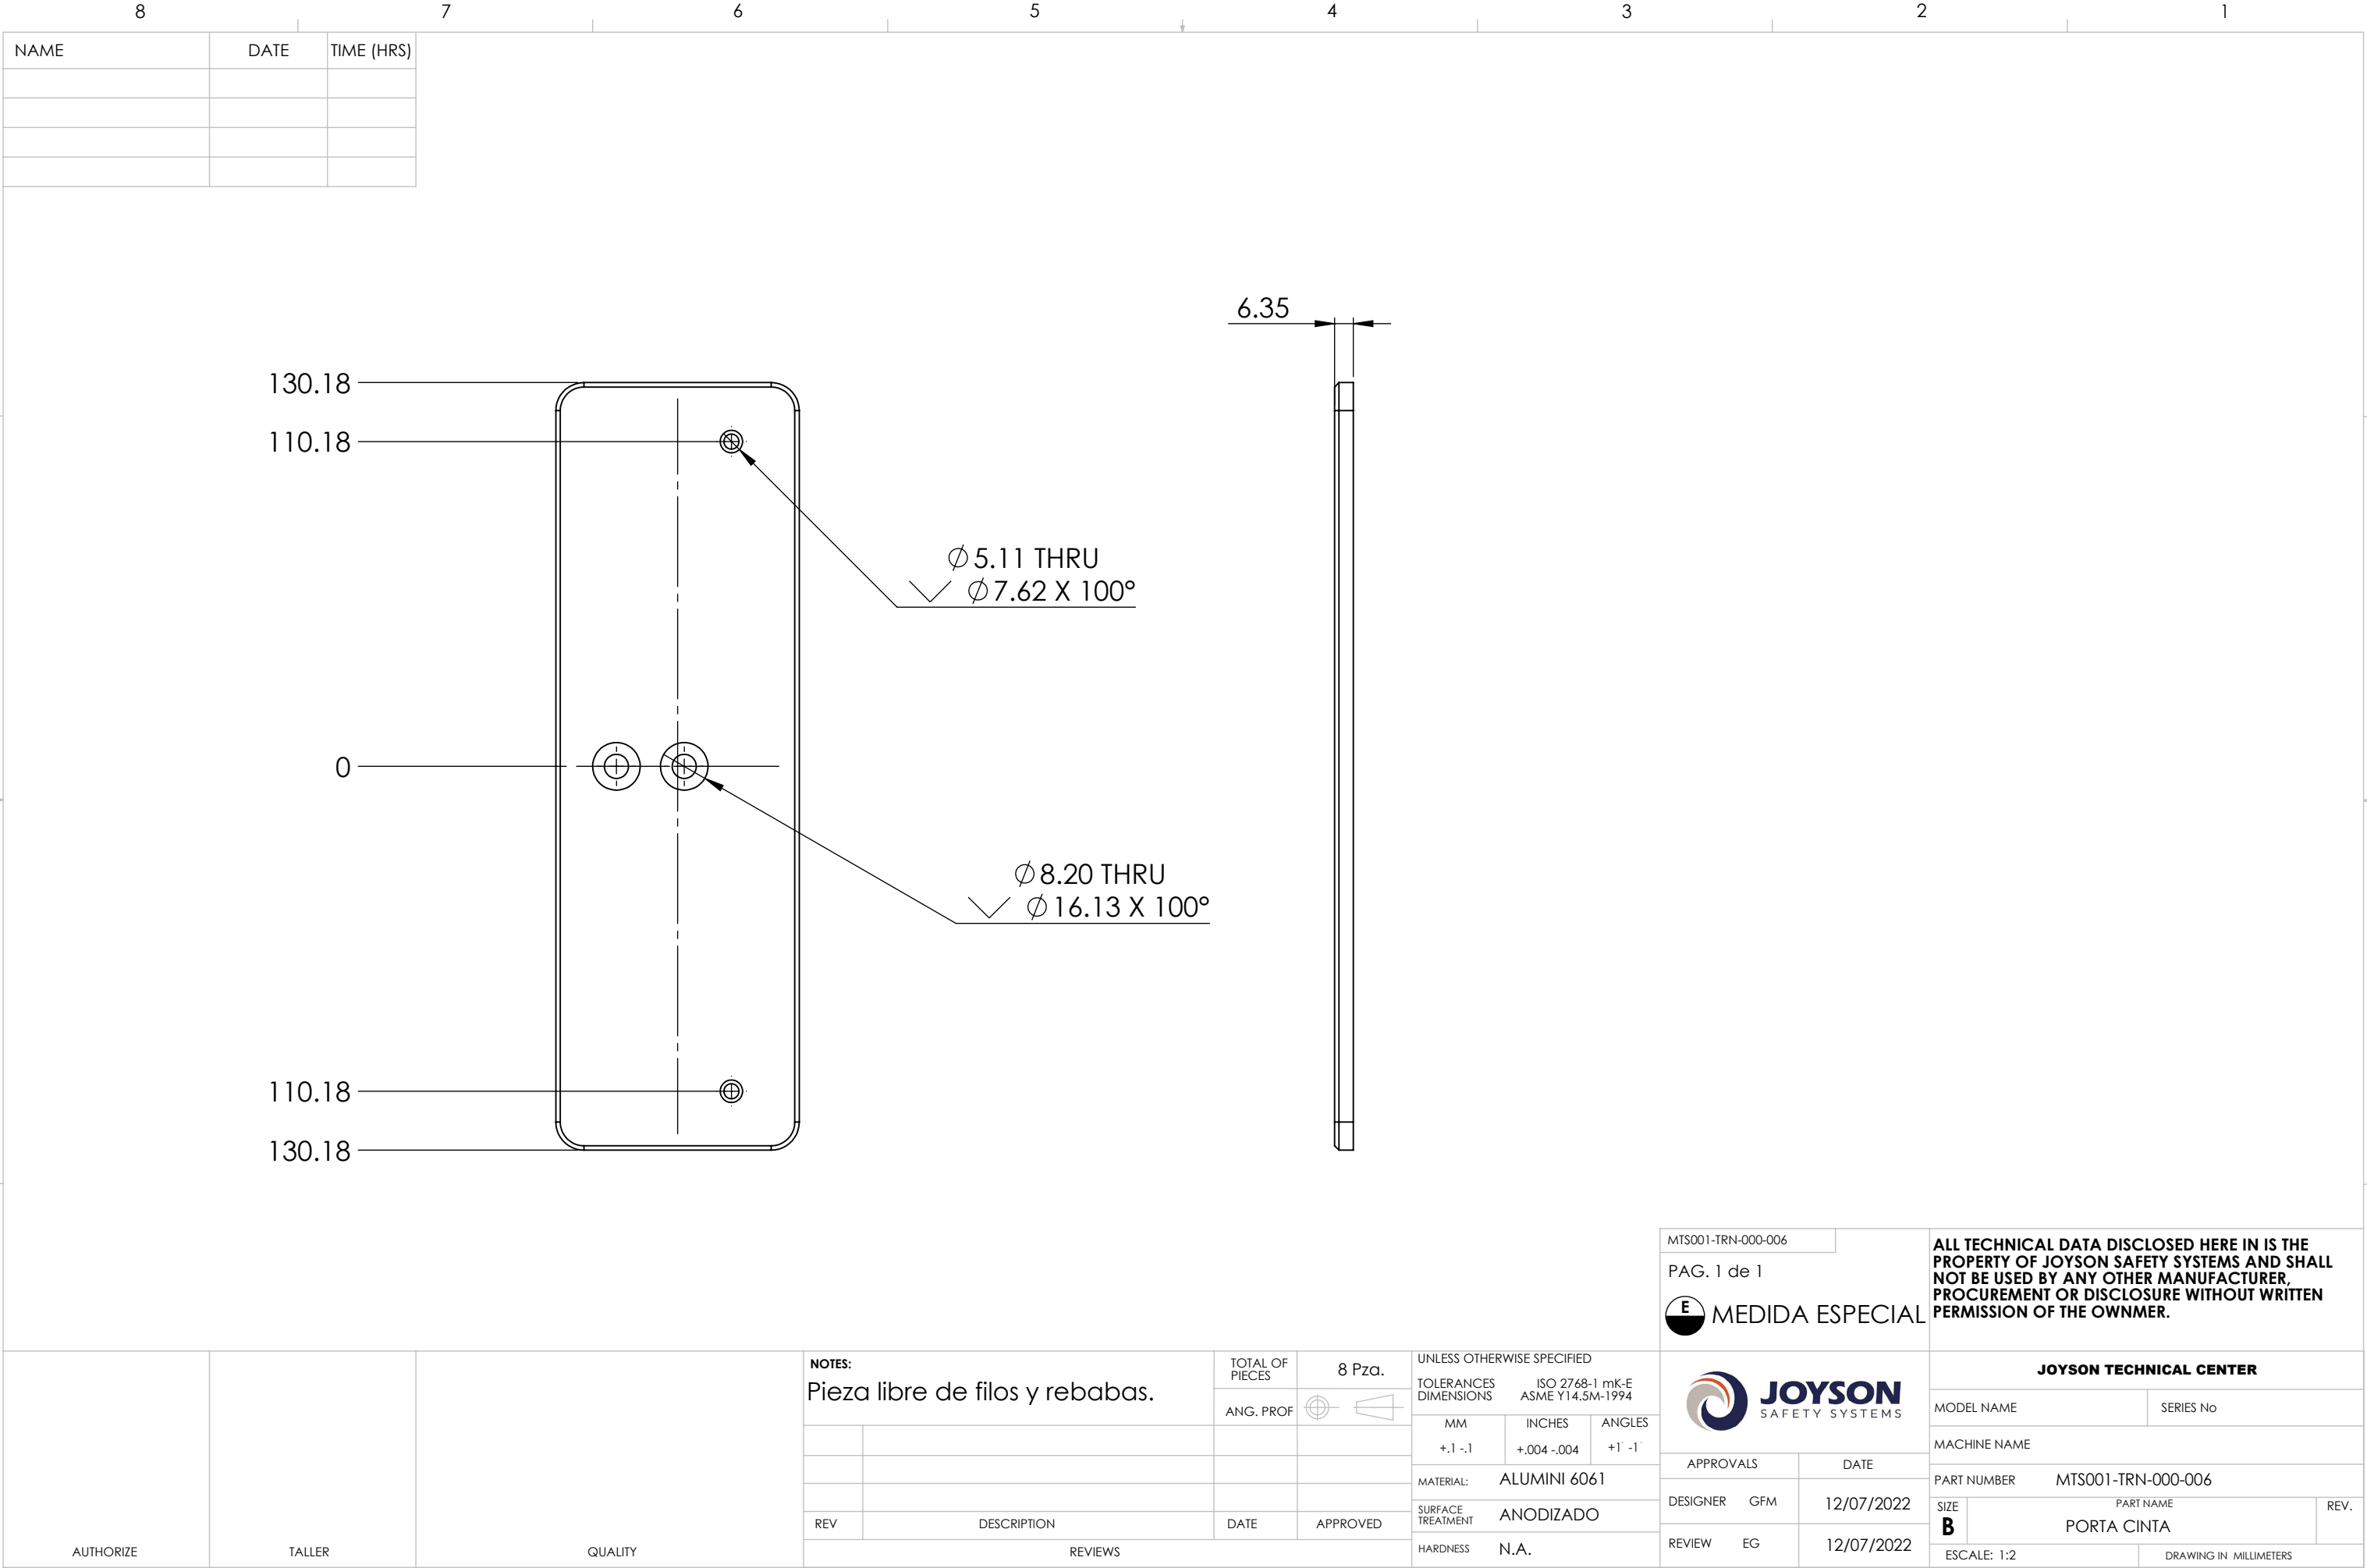 8 7 6 5 4 3 2 1
NAME DATE TIME (HRS)
6.35
130.18
110.18
∅5.11 THRU
⌵ ∅7.62 X 100°
0
∅8.20 THRU
⌵ ∅16.13 X 100°
110.18
130.18
MTS001-TRN-000-006
PAG. 1 de 1
E MEDIDA ESPECIAL
ALL TECHNICAL DATA DISCLOSED HERE IN IS THE
PROPERTY OF JOYSON SAFETY SYSTEMS AND SHALL
NOT BE USED BY ANY OTHER MANUFACTURER,
PROCUREMENT OR DISCLOSURE WITHOUT WRITTEN
PERMISSION OF THE OWNMER.
AUTHORIZE TALLER QUALITY
NOTES:
Pieza libre de filos y rebabas.
REV DESCRIPTION DATE APPROVED
REVIEWS
TOTAL OF
PIECES
8 Pza.
ANG. PROF
UNLESS OTHERWISE SPECIFIED
TOLERANCES ISO 2768-1 mK-E
DIMENSIONS ASME Y14.5M-1994
MM INCHES ANGLES
+.1 -.1 +.004 -.004 +1° -1°
MATERIAL: ALUMINI 6061
SURFACE
TREATMENT
ANODIZADO
HARDNESS N.A.
JOYSON
SAFETY SYSTEMS
APPROVALS DATE
DESIGNER GFM 12/07/2022
REVIEW EG 12/07/2022
JOYSON TECHNICAL CENTER
MODEL NAME SERIES No
MACHINE NAME
PART NUMBER MTS001-TRN-000-006
SIZE
B
PART NAME
PORTA CINTA
REV.
ESCALE: 1:2 DRAWING IN MILLIMETERS